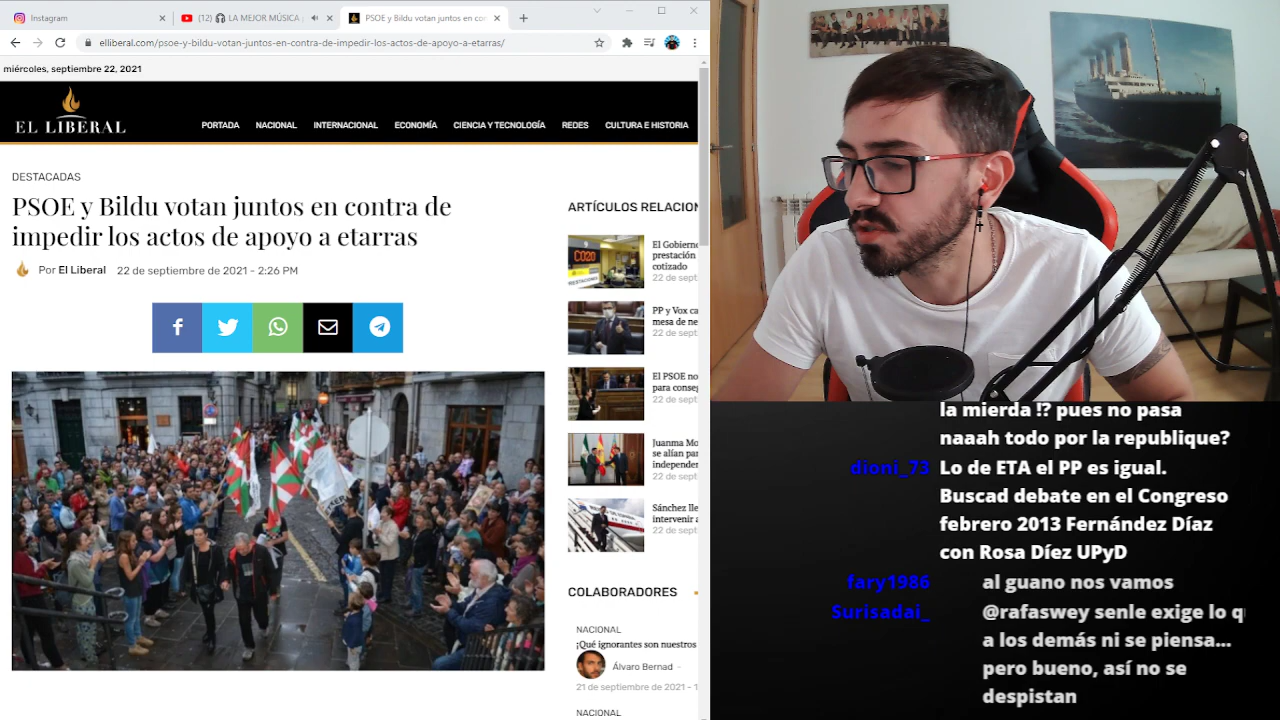 Instagram
(12) 🎧 LA MEJOR MÚSICA
PSOE y Bildu votan juntos en con
elliberal.com/psoe-y-bildu-votan-juntos-en-contra-de-impedir-los-actos-de-apoyo-a-etarras/
miércoles, septiembre 22, 2021
EL LIBERAL
PORTADA NACIONAL INTERNACIONAL ECONOMÍA CIENCIA Y TECNOLOGÍA REDES CULTURA E HISTORIA
DESTACADAS
PSOE y Bildu votan juntos en contra de
impedir los actos de apoyo a etarras
Por El Liberal 22 de septiembre de 2021 - 2:26 PM
ARTÍCULOS RELACION
El Gobierno
prestación
cotizado
22 de sept
PP y Vox ca
mesa de ne
22 de sept
El PSOE no
para conseg
22 de sept
Juanma Mo
se alían pa
independen
22 de sept
Sánchez lle
intervenir a
22 de sept
COLABORADORES
NACIONAL
¡Qué ignorantes son nuestros
Álvaro Bernad -
21 de septiembre de 2021 - 1
NACIONAL
la mierda !? pues no pasa
naaah todo por la republique?
dioni_73 Lo de ETA el PP es igual.
Buscad debate en el Congreso
febrero 2013 Fernández Díaz
con Rosa Díez UPyD
fary1986 al guano nos vamos
Surisadai_ @rafaswey senle exige lo q
a los demás ni se piensa...
pero bueno, así no se
despistan